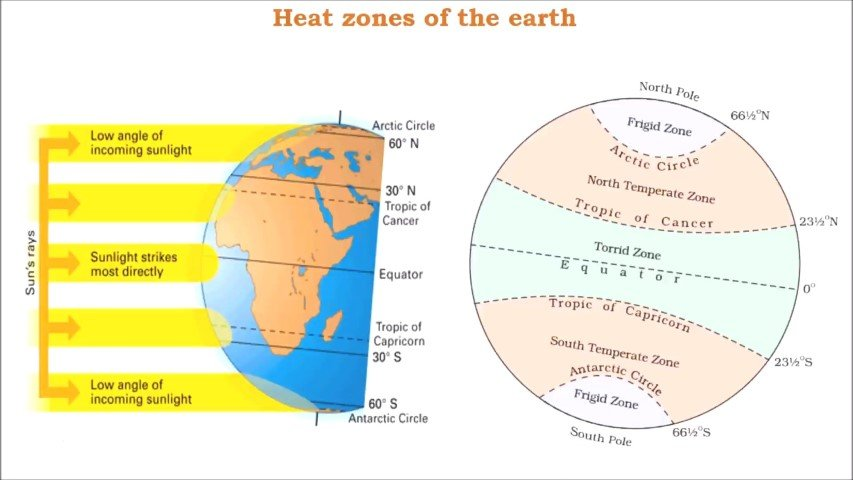 Heat zones of the earth
Low angle of
incoming sunlight
Sunlight strikes
most directly
Low angle of
incoming sunlight
Sun's rays
Arctic Circle
60° N
30° N
Tropic of
Cancer
Equator
Tropic of
Capricorn
30° S
60° S
Antarctic Circle
North Pole
66½°N
Frigid Zone
Arctic Circle
North Temperate Zone
Tropic of Cancer
23½°N
Torrid Zone
Equator
0°
Tropic of Capricorn
South Temperate Zone
23½°S
Antarctic Circle
Frigid Zone
66½°S
South Pole